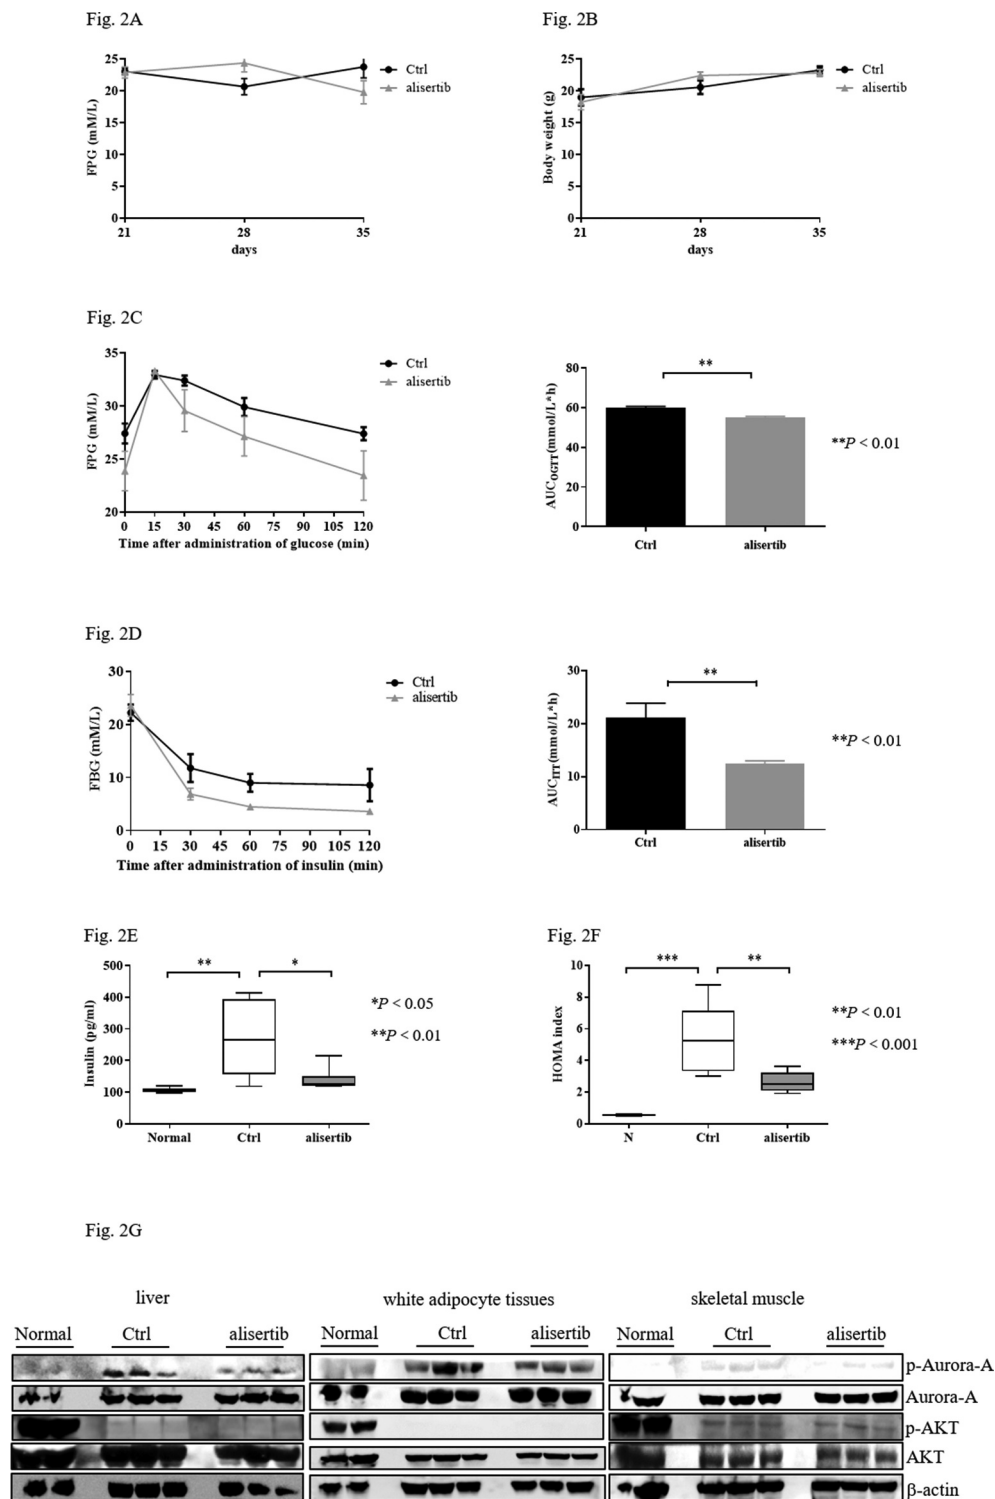 Fig. 2A
25
20
15
10
5
0
FPG (mM/L)
21 28 35
days
Ctrl
alisertib
Fig. 2B
25
20
15
10
5
0
Body weight (g)
21 28 35
days
Ctrl
alisertib
Fig. 2C
35
30
25
20
FPG (mM/L)
0 15 30 45 60 75 90 105 120
Time after administration of glucose (min)
Ctrl
alisertib
80
60
40
20
0
AUCOGTT(mmol/L*h)
**
Ctrl alisertib
**P < 0.01
Fig. 2D
30
20
10
0
FBG (mM/L)
0 15 30 45 60 75 90 105 120
Time after administration of insulin (min)
Ctrl
alisertib
30
20
10
0
AUCITT(mmol/L*h)
**
Ctrl alisertib
**P < 0.01
Fig. 2E
500
400
300
200
100
0
Insulin (pg/ml)
** *
Normal Ctrl alisertib
*P < 0.05
**P < 0.01
Fig. 2F
10
8
6
4
2
0
HOMA index
*** **
N Ctrl alisertib
**P < 0.01
***P < 0.001
Fig. 2G
liver white adipocyte tissues skeletal muscle
Normal Ctrl alisertib Normal Ctrl alisertib Normal Ctrl alisertib
p-Aurora-A
Aurora-A
p-AKT
AKT
β-actin